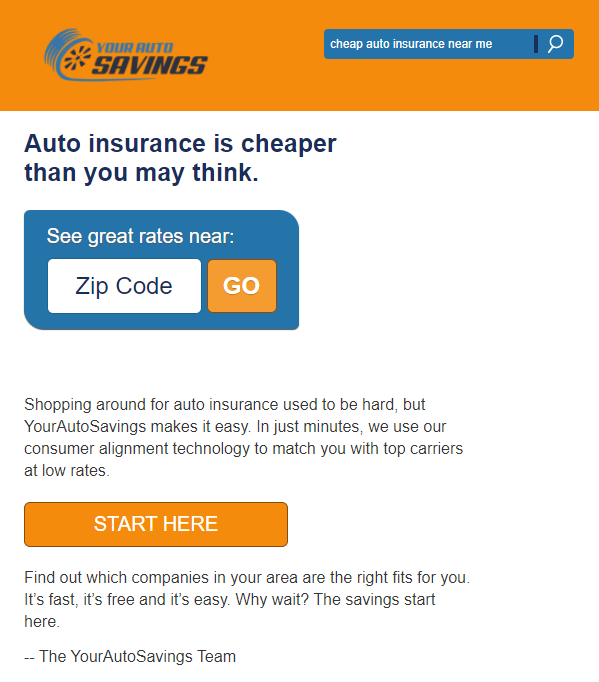 YOUR AUTO
SAVINGS
cheap auto insurance near me
Auto insurance is cheaper
than you may think.
See great rates near:
Zip Code
GO
Shopping around for auto insurance used to be hard, but
YourAutoSavings makes it easy. In just minutes, we use our
consumer alignment technology to match you with top carriers
at low rates.
START HERE
Find out which companies in your area are the right fits for you.
It’s fast, it’s free and it’s easy. Why wait? The savings start
here.
-- The YourAutoSavings Team